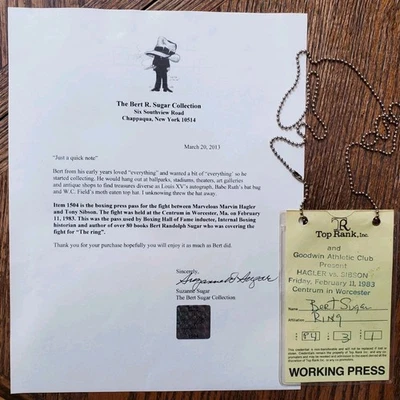 The Bert R. Sugar Collection
Six Southview Road
Chappaqua, New York 10514
March 20, 2013
"Just a quick note"
Bert from his early years loved "everything" and wanted a bit of "everything" so he
started collecting. He would hang out at ballparks, stadiums, theaters, art galleries
and antique shops to find treasures diverse as Louis XV's autograph, Babe Ruth's bat bag
and W.C. Field's moth eaten top hat I unknowing threw the hat away.
Item 1504 is the boxing press pass for the fight between Marvelous Marvin Hagler
and Tony Sibson. The fight was held at the Centrum in Worcester, Ma. on February
11, 1983. This was the pass used by Boxing Hall of Fame inductee, Internal Boxing
historian and author of over 80 books Bert Randolph Sugar who was covering the
fight for "The ring".
Thank you for your purchase hopefully you will enjoy it as much as Bert did.
Sincerely,
Suzanne D Sugar
Suzanne Sugar
The Bert Sugar Collection
TR
Top Rank, Inc.
and
Goodwin Athletic Club
Present
HAGLER vs. SIBSON
Friday, February 11, 1983
Centrum in Worcester
Name Bert Sugar
Affiliation RING
WORKING PRESS